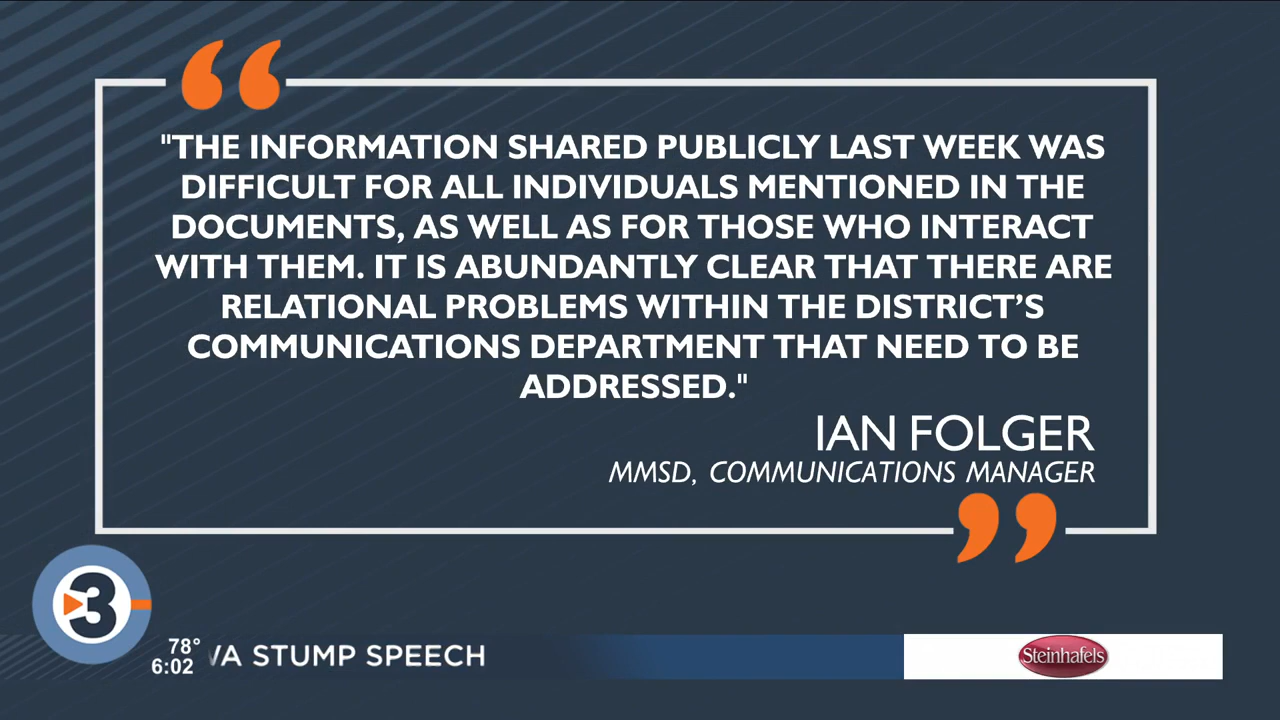 "THE INFORMATION SHARED PUBLICLY LAST WEEK WAS
DIFFICULT FOR ALL INDIVIDUALS MENTIONED IN THE
DOCUMENTS, AS WELL AS FOR THOSE WHO INTERACT
WITH THEM. IT IS ABUNDANTLY CLEAR THAT THERE ARE
RELATIONAL PROBLEMS WITHIN THE DISTRICT’S
COMMUNICATIONS DEPARTMENT THAT NEED TO BE
ADDRESSED."
IAN FOLGER
MMSD, COMMUNICATIONS MANAGER
3
78°
6:02
VA STUMP SPEECH
Steinhafels